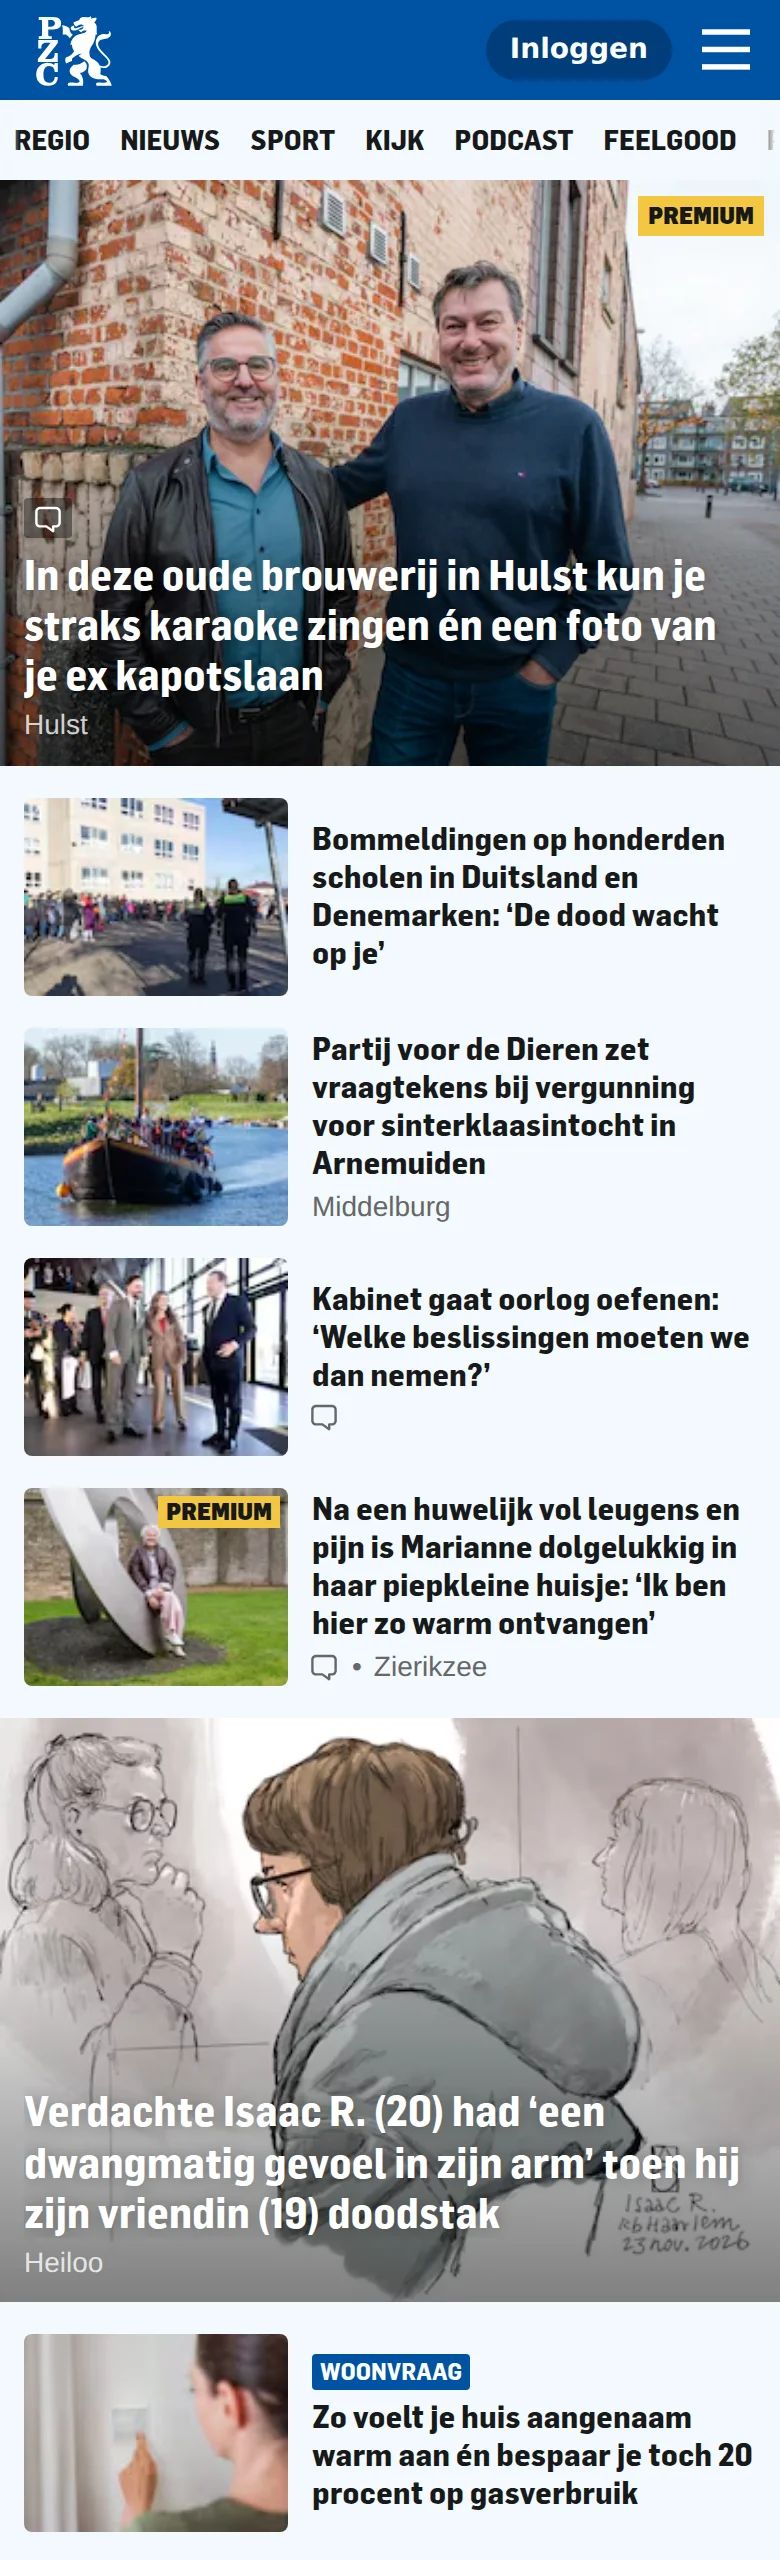 PZC
Inloggen
REGIO NIEUWS SPORT KIJK PODCAST FEELGOOD
PREMIUM
In deze oude brouwerij in Hulst kun je
straks karaoke zingen én een foto van
je ex kapotslaan
Hulst
Bommeldingen op honderden
scholen in Duitsland en
Denemarken: ‘De dood wacht
op je’
Partij voor de Dieren zet
vraagtekens bij vergunning
voor sinterklaasintocht in
Arnemuiden
Middelburg
Kabinet gaat oorlog oefenen:
‘Welke beslissingen moeten we
dan nemen?’
PREMIUM
Na een huwelijk vol leugens en
pijn is Marianne dolgelukkig in
haar piepkleine huisje: ‘Ik ben
hier zo warm ontvangen’
• Zierikzee
Verdachte Isaac R. (20) had ‘een
dwangmatig gevoel in zijn arm’ toen hij
zijn vriendin (19) doodstak
Isaac R.
Rb Haarlem
23 nov. 2026
Heiloo
WOONVRAAG
Zo voelt je huis aangenaam
warm aan én bespaar je toch 20
procent op gasverbruik